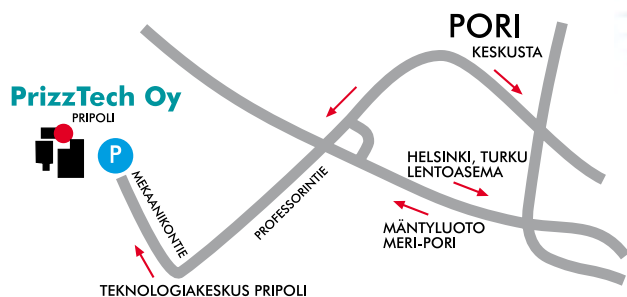 PORI
KESKUSTA
PrizzTech Oy
PRIPOLI
P
MEKAANIKONTIE
PROFESSORINTIE
HELSINKI, TURKU
LENTOASEMA
MÄNTYLUOTO
MERI-PORI
TEKNOLOGIAKESKUS PRIPOLI